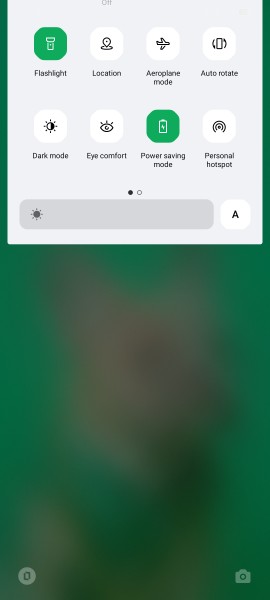 Off
Flashlight
Location
Aeroplane
mode
Auto rotate
Dark mode
Eye comfort
Power saving
mode
Personal
hotspot
A